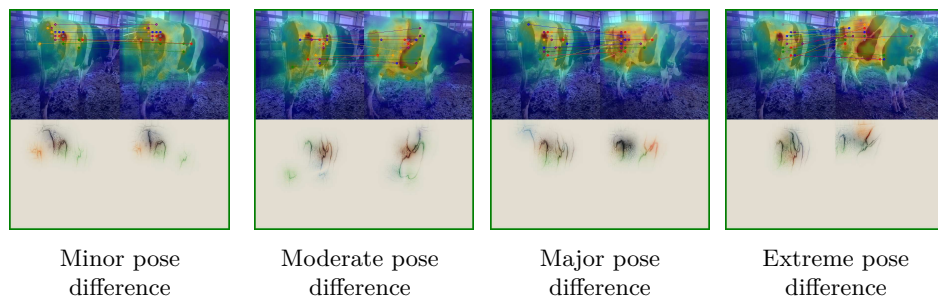 Minor pose
difference
Moderate pose
difference
Major pose
difference
Extreme pose
difference